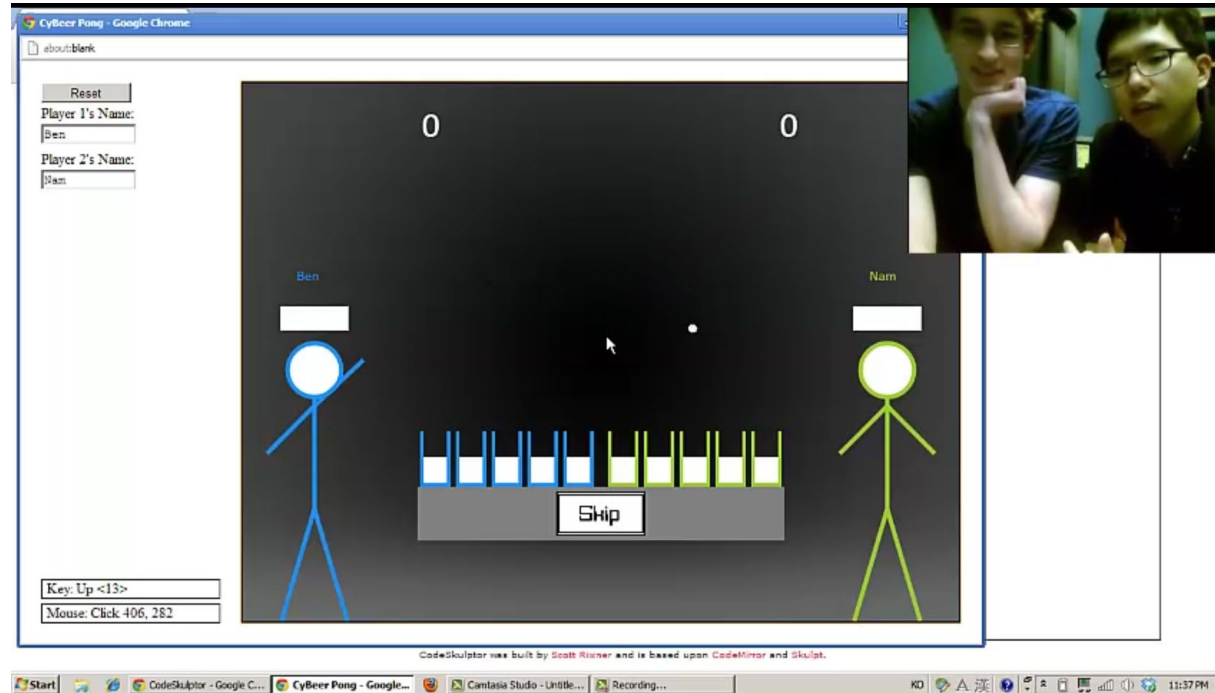 CyBeer Pong - Google Chrome
about:blank
Reset
Player 1's Name:
Ben
Player 2's Name:
Nam
0
0
Ben
Nam
Skip
Key: Up <13>
Mouse: Click 406, 282
CodeSkulptor was built by Scott Rixner and is based upon CodeMirror and Skulpt.
Start
CodeSkulptor - Google C...
CyBeer Pong - Google...
Camtasia Studio - Untitle...
Recording...
KO
A 漢
11:37 PM